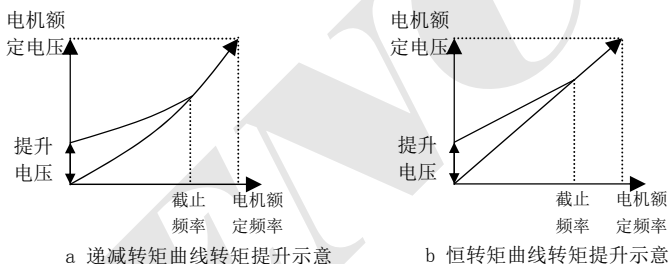 电机额
定电压
提升
电压
截止
频率
电机额
定频率
a 递减转矩曲线转矩提升示意
电机额
定电压
提升
电压
截止
频率
电机额
定频率
b 恒转矩曲线转矩提升示意